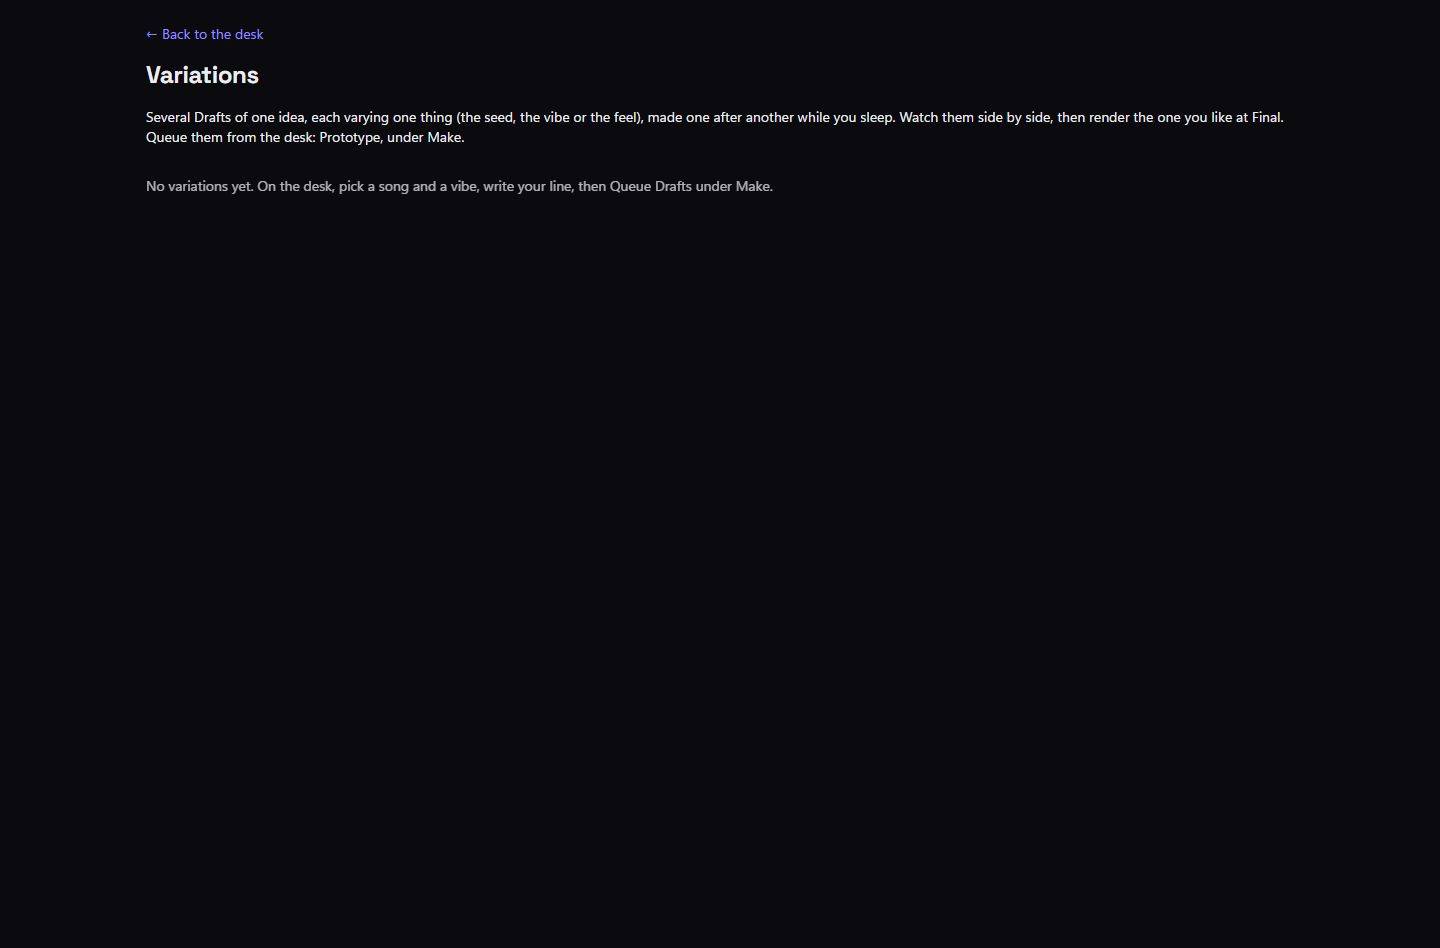 ← Back to the desk
Variations
Several Drafts of one idea, each varying one thing (the seed, the vibe or the feel), made one after another while you sleep. Watch them side by side, then render the one you like at Final.
Queue them from the desk: Prototype, under Make.
No variations yet. On the desk, pick a song and a vibe, write your line, then Queue Drafts under Make.